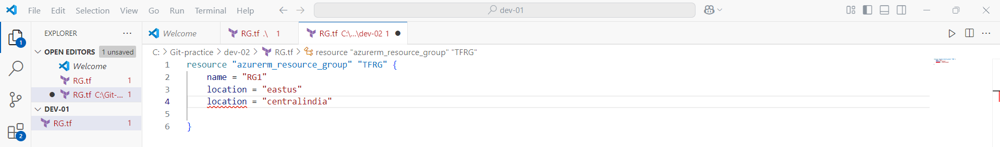 File Edit Selection View Go Run Terminal Help dev-01
EXPLORER ... Welcome RG.tf .\ 1 RG.tf C:\...\dev-02 1
OPEN EDITORS 1 unsaved
Welcome
RG.tf 1
RG.tf C:\Git-... 1
DEV-01
RG.tf 1
1
2
C: > Git-practice > dev-02 > RG.tf > resource "azurerm_resource_group" "TFRG"
1 resource "azurerm_resource_group" "TFRG" {
2 name = "RG1"
3 location = "eastus"
4 location = "centralindia"
5
6 }